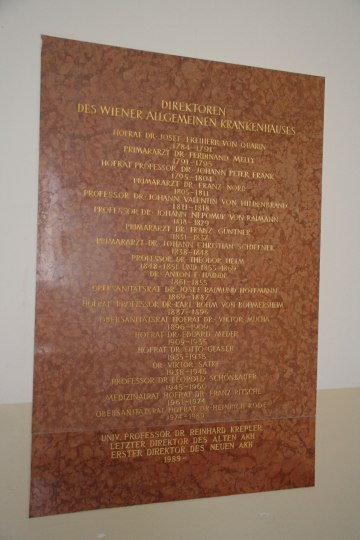 DIREKTOREN
DES WIENER ALLGEMEINEN KRANKENHAUSES
HOFRAT DR. JOSEF FREIHERR VON QUARIN
1784-1791
PRIMARARZT DR. FERDINAND MELLY
1791-1795
HOFRAT PROFESSOR DR. JOHANN PETER FRANK
1795-1804
PRIMARARZT DR. FRANZ NORD
1805-1811
PROFESSOR DR. JOHANN VALENTIN VON HILDENBRAND
1811-1818
PROFESSOR DR. JOHANN NEPOMUK VON RAIMANN
1818-1829
PRIMARARZT DR. FRANZ GÜNTNER
1831-1837
PRIMARARZT DR. JOHANN CHRISTIAN SCHIFFNER
1838-1848
PROFESSOR DR. THEODOR HELM
1848-1851 UND 1855-1869
DR. ANTON F. HAINDL
1851-1855
OBERSANITÄTSRAT DR. JOSEF RAIMUND HOFFMANN
1869-1887
HOFRAT PROFESSOR DR. KARL BÖHM VON BÖHMERSHEIM
1887-1896
OBERSANITÄTSRAT HOFRAT DR. VIKTOR MUCHA
1896-1909
HOFRAT DR. EDUARD MEDER
1909-1935
HOFRAT DR. OTTO GLASER
1935-1938
DR. VIKTOR SATKE
1938-1945
PROFESSOR DR. LEOPOLD SCHÖNBAUER
1945-1960
MEDIZINALRAT HOFRAT DR. FRANZ RITSCHL
1961-1974
OBERSANITÄTSRAT HOFRAT DR. HEINRICH
1974-1988
UNIV. PROFESSOR DR. REINHARD KREPLER
LETZTER DIREKTOR DES ALTEN AKH
ERSTER DIREKTOR DES NEUEN AKH
1989-